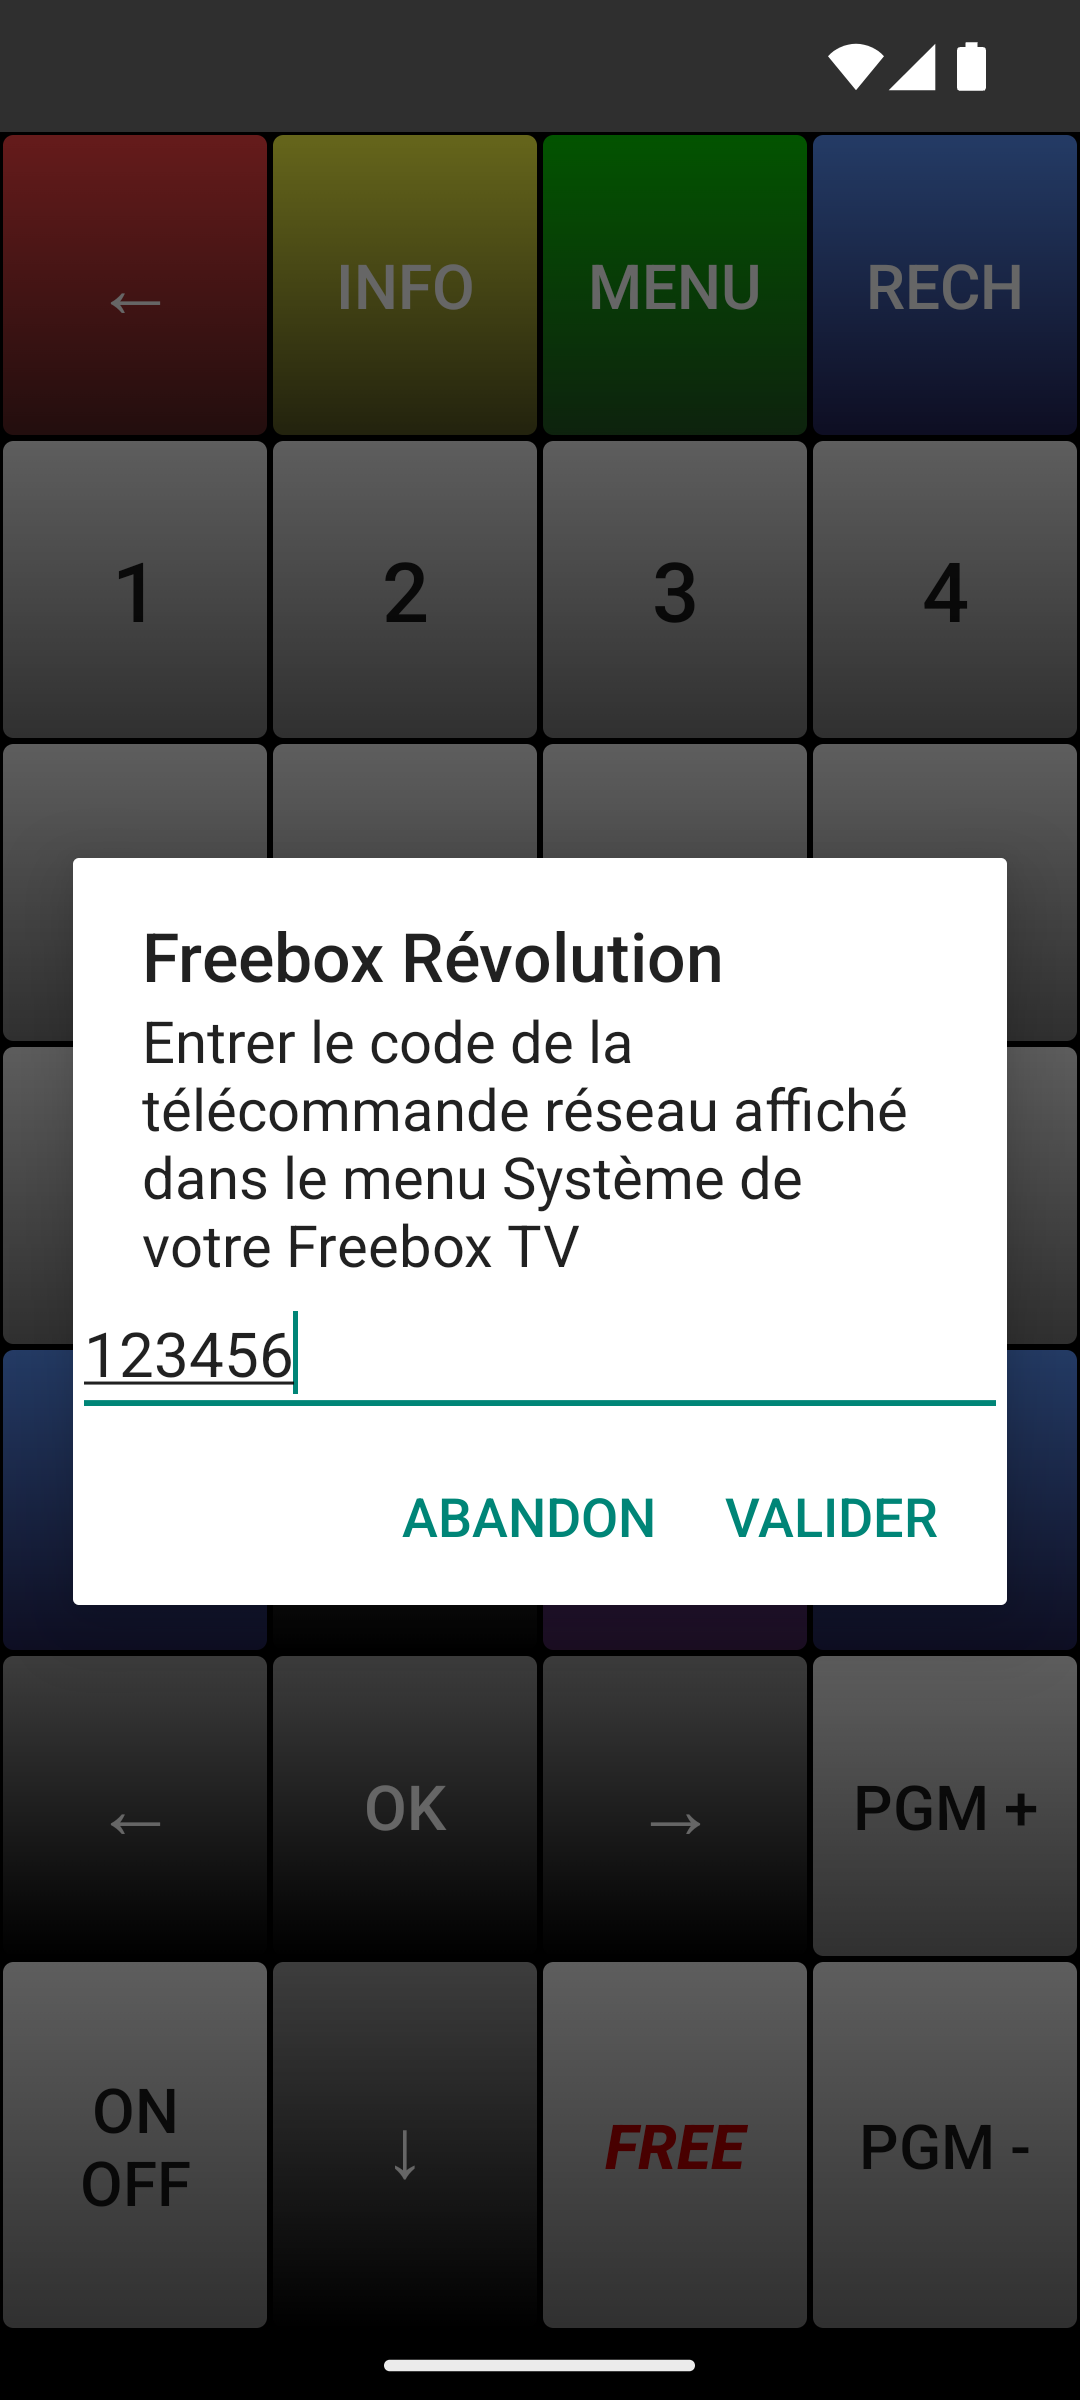 ← INFO MENU RECH
1 2 3 4
Freebox Révolution
Entrer le code de la
télécommande réseau affiché
dans le menu Système de
votre Freebox TV
123456
ABANDON VALIDER
← OK → PGM +
ON
OFF
↓ FREE PGM -